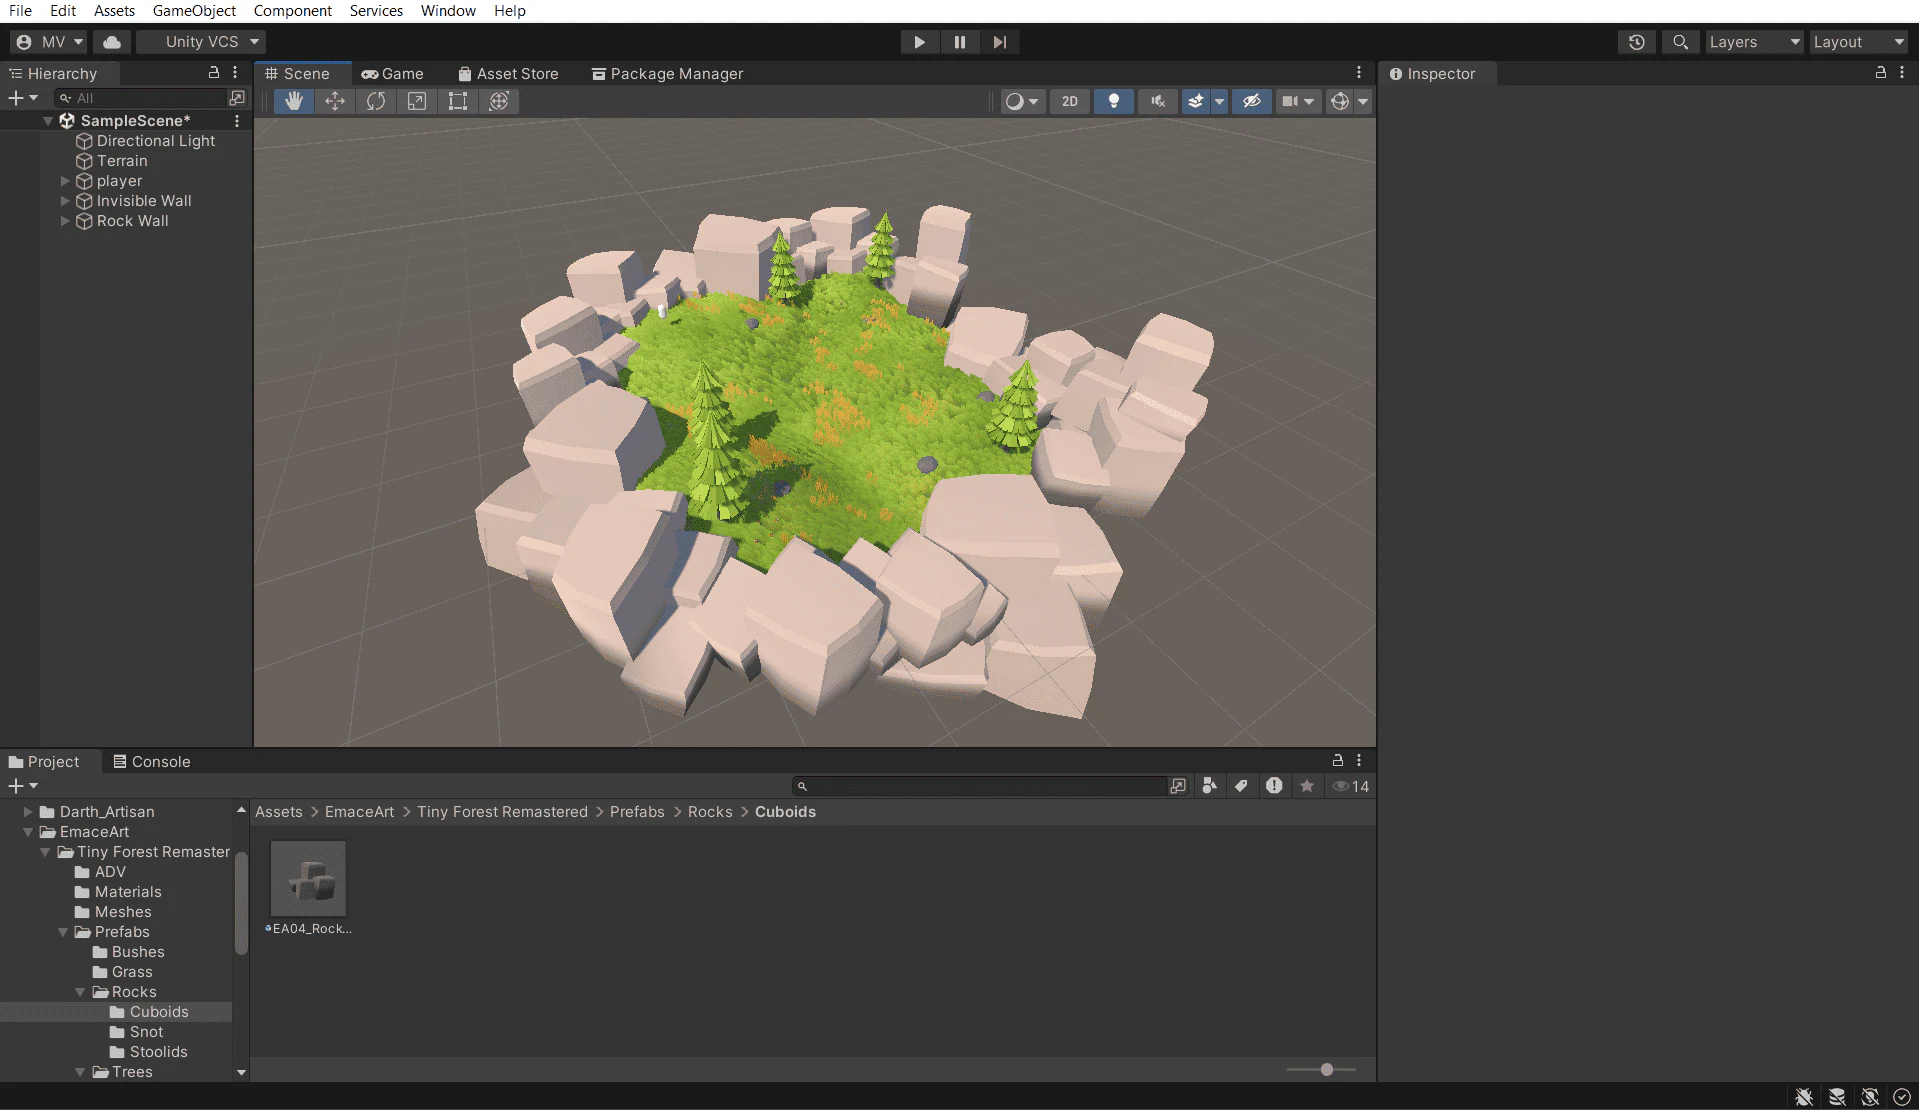 File Edit Assets GameObject Component Services Window Help
MV Unity VCS Layers Layout
Hierarchy
All
SampleScene*
Directional Light
Terrain
player
Invisible Wall
Rock Wall
Scene Game Asset Store Package Manager
2D
Inspector
Project Console
14
Darth_Artisan
EmaceArt
Tiny Forest Remaster
ADV
Materials
Meshes
Prefabs
Bushes
Grass
Rocks
Cuboids
Snot
Stoolids
Trees
Assets > EmaceArt > Tiny Forest Remastered > Prefabs > Rocks > Cuboids
EA04_Rock...